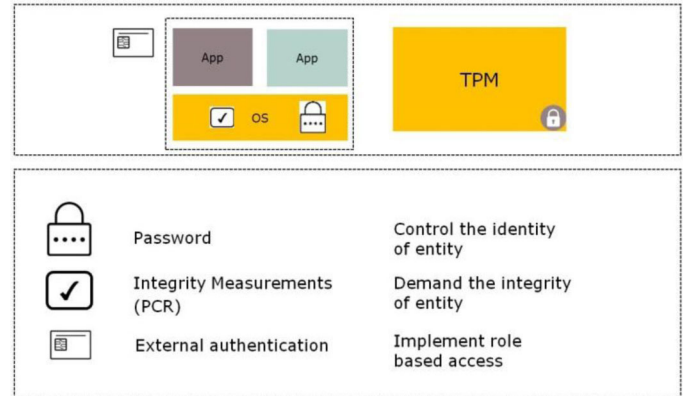 App
App
TPM
OS
Password
Control the identity
of entity
Integrity Measurements
(PCR)
Demand the integrity
of entity
External authentication
Implement role
based access